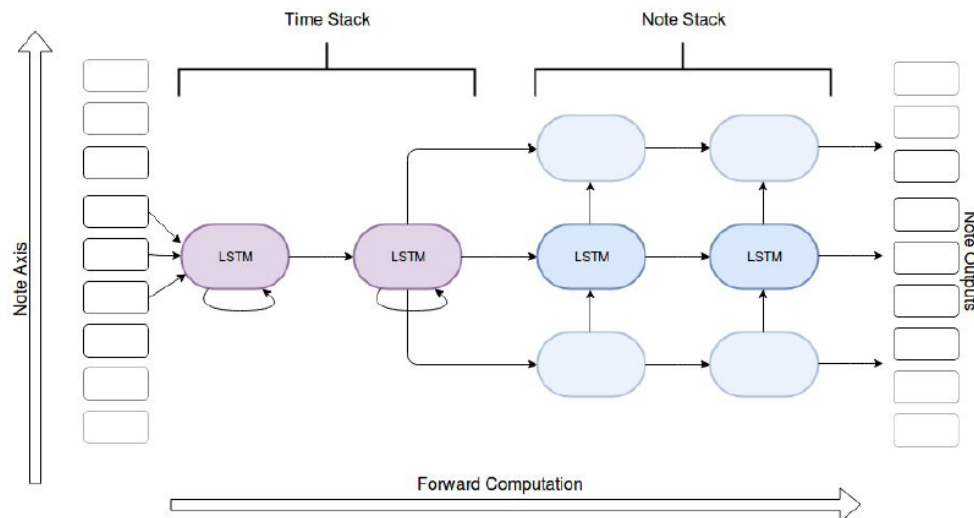 Time Stack
Note Stack
Note Axis
LSTM
LSTM
LSTM
LSTM
Note Outputs
Forward Computation